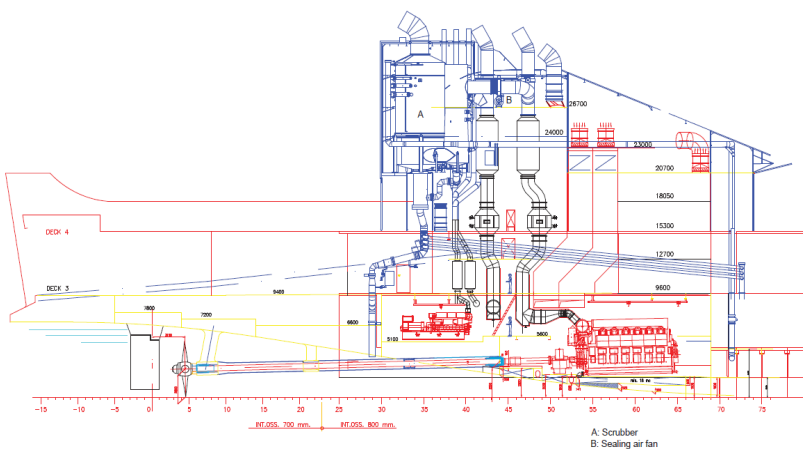 A
B
26700
24000
23000
20700
18050
15300
12700
9600
DECK 4
DECK 3
9400
7800
7200
6600
5100
5600
-15 -10 -5 0 5 10 15 20 26 30 35 40 45 50 55 60 65 70 75
INT.OSS. 700 mm. INT.OSS. 800 mm.
A: Scrubber
B: Sealing air fan